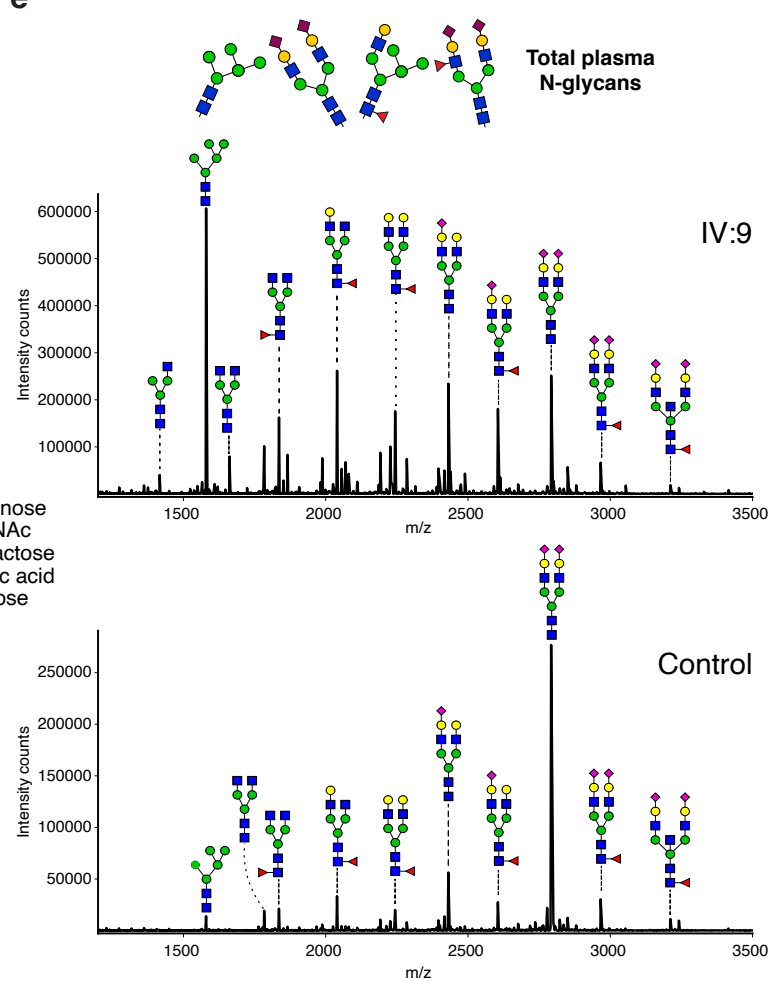 e
Total plasma
N-glycans
IV:9
Intensity counts
600000
500000
400000
300000
200000
100000
1500
2000
2500
3000
3500
m/z
nose
NAc
actose
c acid
ose
Control
Intensity counts
250000
200000
150000
100000
50000
1500
2000
2500
3000
3500
m/z